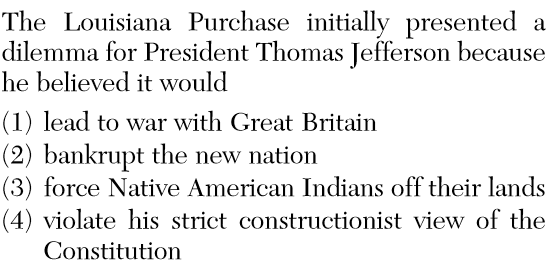 The Louisiana Purchase initially presented a
dilemma for President Thomas Jefferson because
he believed it would
(1) lead to war with Great Britain
(2) bankrupt the new nation
(3) force Native American Indians off their lands
(4) violate his strict constructionist view of the
Constitution